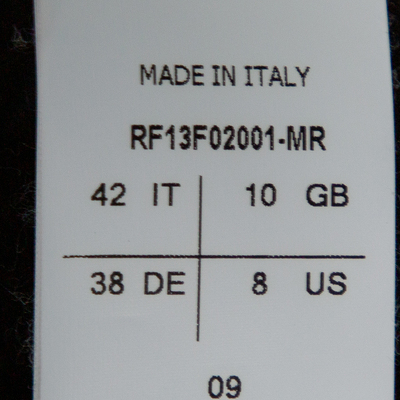 MADE IN ITALY
RF13F02001-MR
42 IT 10 GB
38 DE 8 US
09